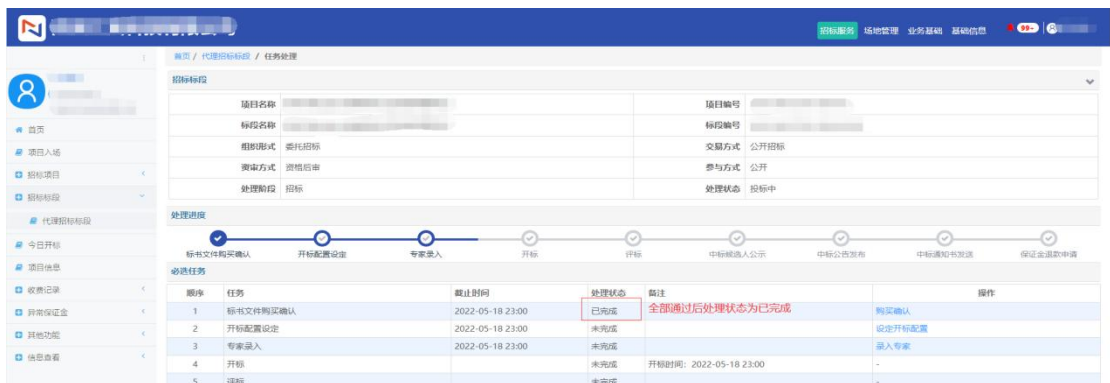 招标服务 场地管理 业务基础 基础信息 99+
首页 / 代理招标标段 / 任务处理
招标标段
项目名称 项目编号
标段名称 标段编号
组织形式 委托招标 交易方式 公开招标
资审方式 资格后审 参与方式 公开
处理阶段 招标 处理状态 投标中
首页
项目入场
招标项目
招标标段
代理招标标段
今日开标
项目信息
收费记录
异常保证金
其他功能
信息查看
处理进度
标书文件购买确认 开标配置设定 专家录入 开标 评标 中标候选人公示 中标公告发布 中标通知书发送 保证金退款申请
必选任务
顺序 任务 截止时间 处理状态 备注 操作
1 标书文件购买确认 2022-05-18 23:00 已完成 全部通过后处理状态为已完成 购买确认
2 开标配置设定 2022-05-18 23:00 未完成 设定开标配置
3 专家录入 2022-05-18 23:00 未完成 录入专家
4 开标 未完成 开标时间：2022-05-18 23:00 -
5 评标 未完成 -